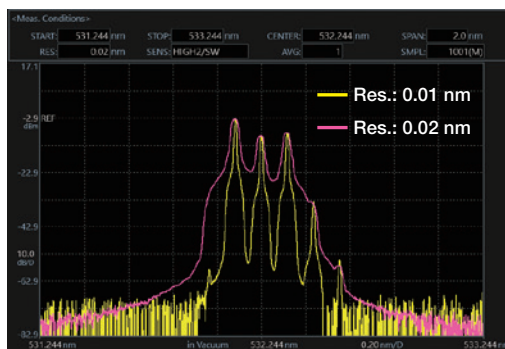 <Meas. Conditions>
START: 531.244 nm STOP: 533.244 nm CENTER: 532.244 nm SPAN: 2.0 nm
RES: 0.02 nm SENS: HIGH2/SW AVG: 1 SMPL: 1001(M)
17.1
Res.: 0.01 nm
-2.9 REF
dBm
Res.: 0.02 nm
-22.9
-42.9
10.0
dB/D
-62.9
-82.9
531.244 nm in Vacuum 532.244 nm 0.20 nm/D 533.244 nm